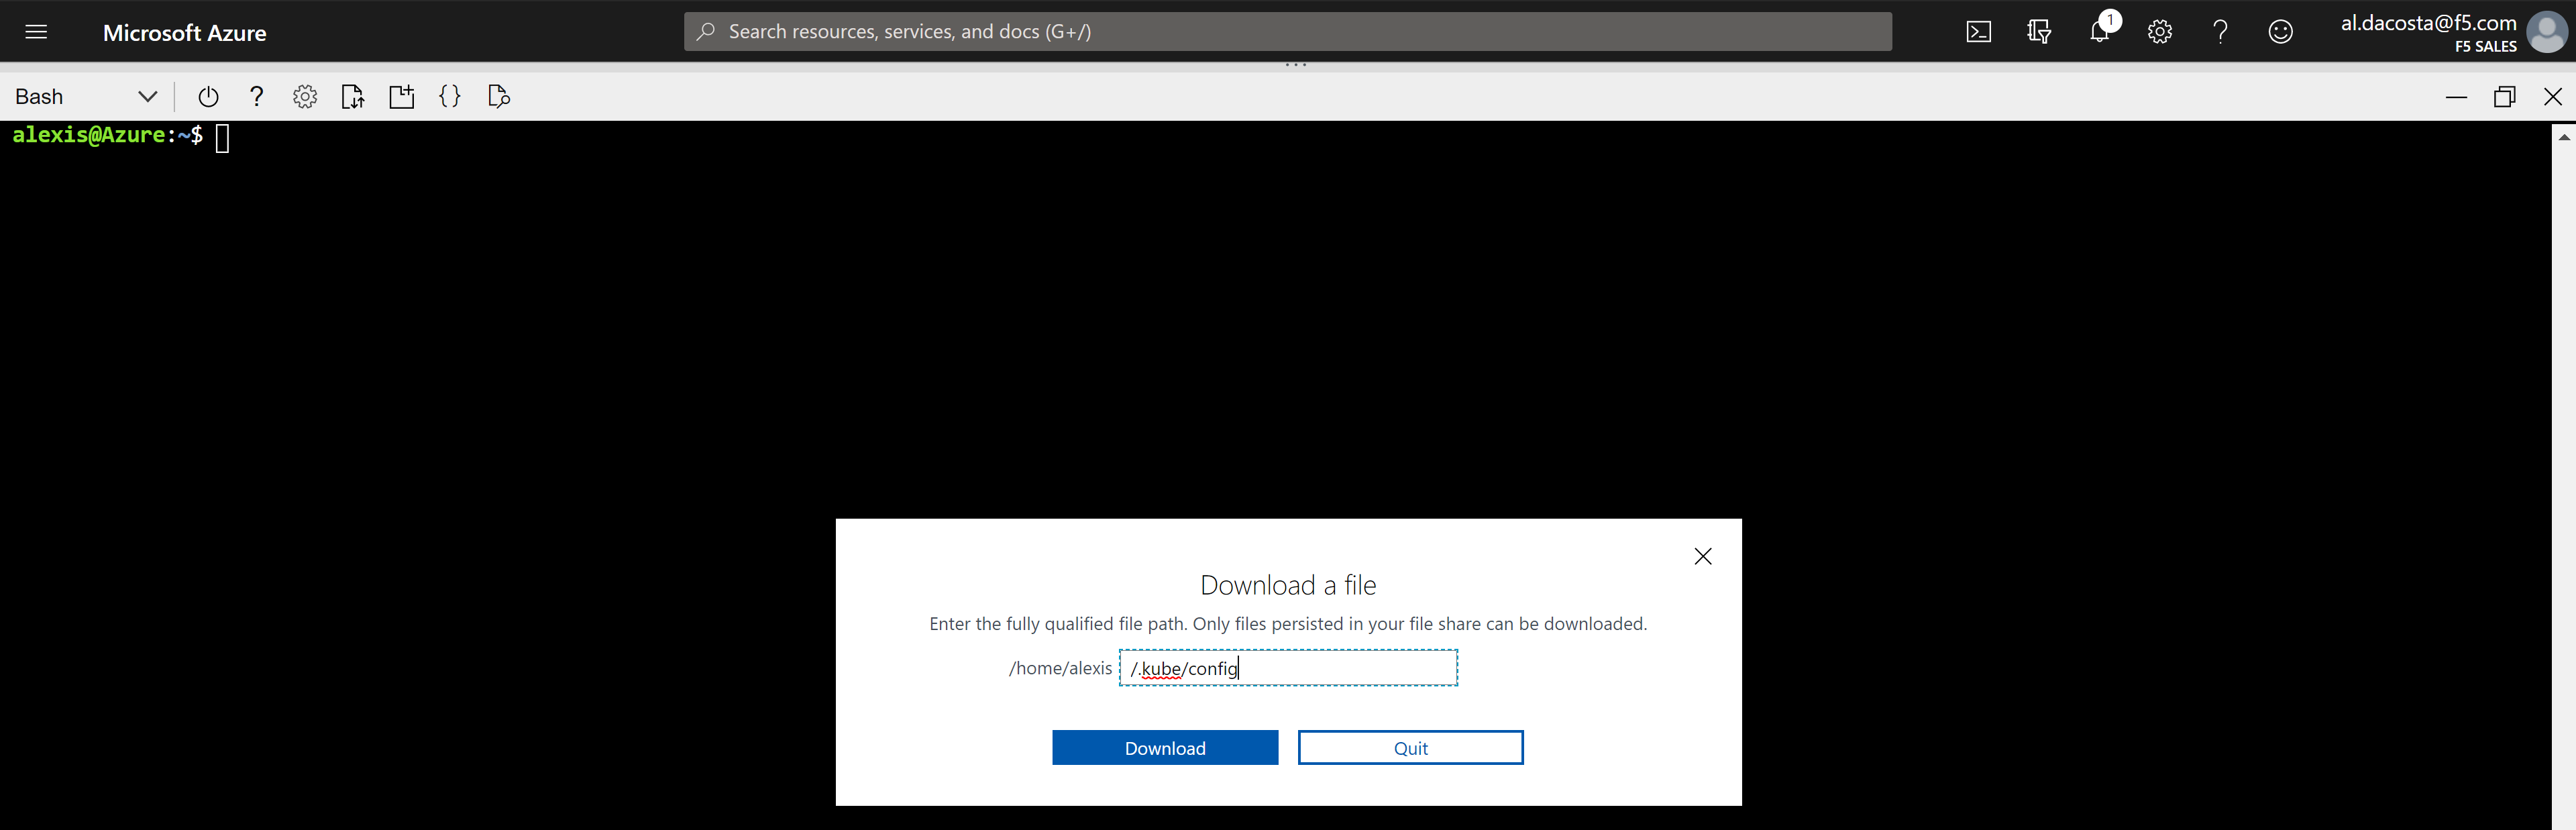 Microsoft Azure
Search resources, services, and docs (G+/)
1
al.dacosta@f5.com
F5 SALES
Bash
alexis@Azure:~$
Download a file
Enter the fully qualified file path. Only files persisted in your file share can be downloaded.
/home/alexis /.kube/config
Download Quit